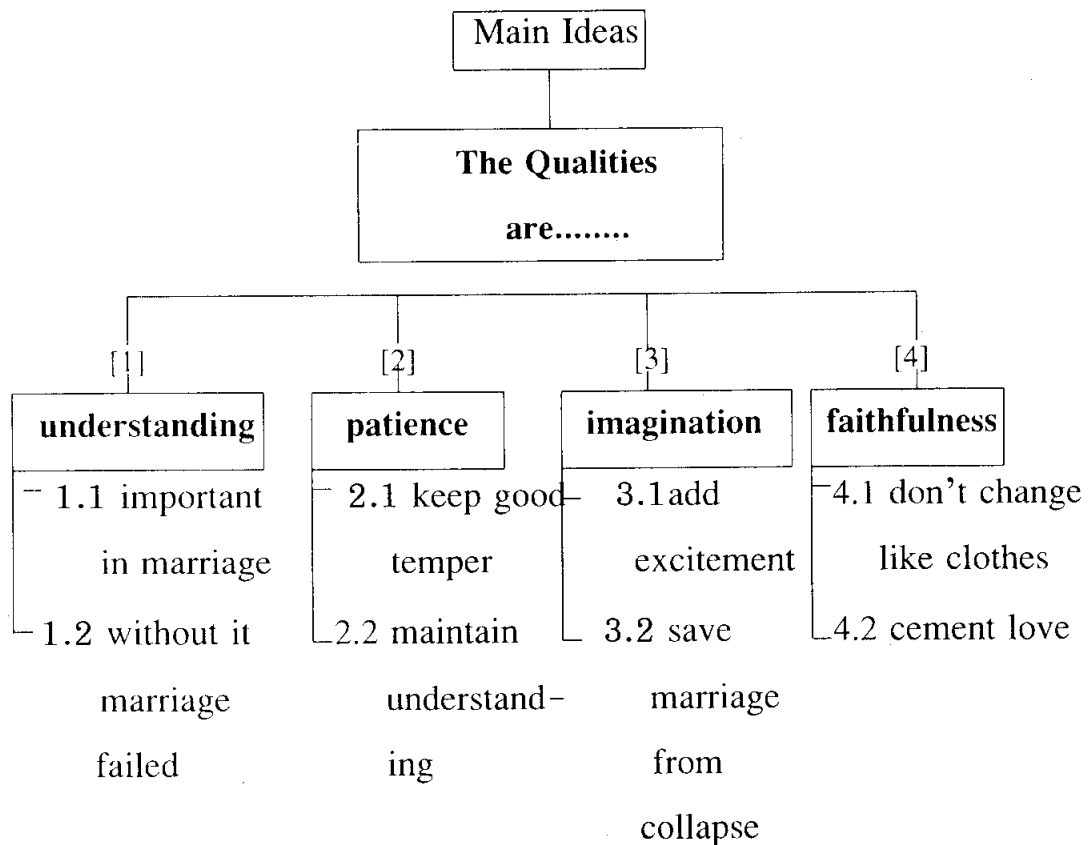 Main Ideas
The Qualities
are........
[1]
understanding
1.1 important
in marriage
1.2 without it
marriage
failed
[2]
patience
2.1 keep good
temper
2.2 maintain
understand-
ing
[3]
imagination
3.1add
excitement
3.2 save
marriage
from
collapse
[4]
faithfulness
4.1 don't change
like clothes
4.2 cement love